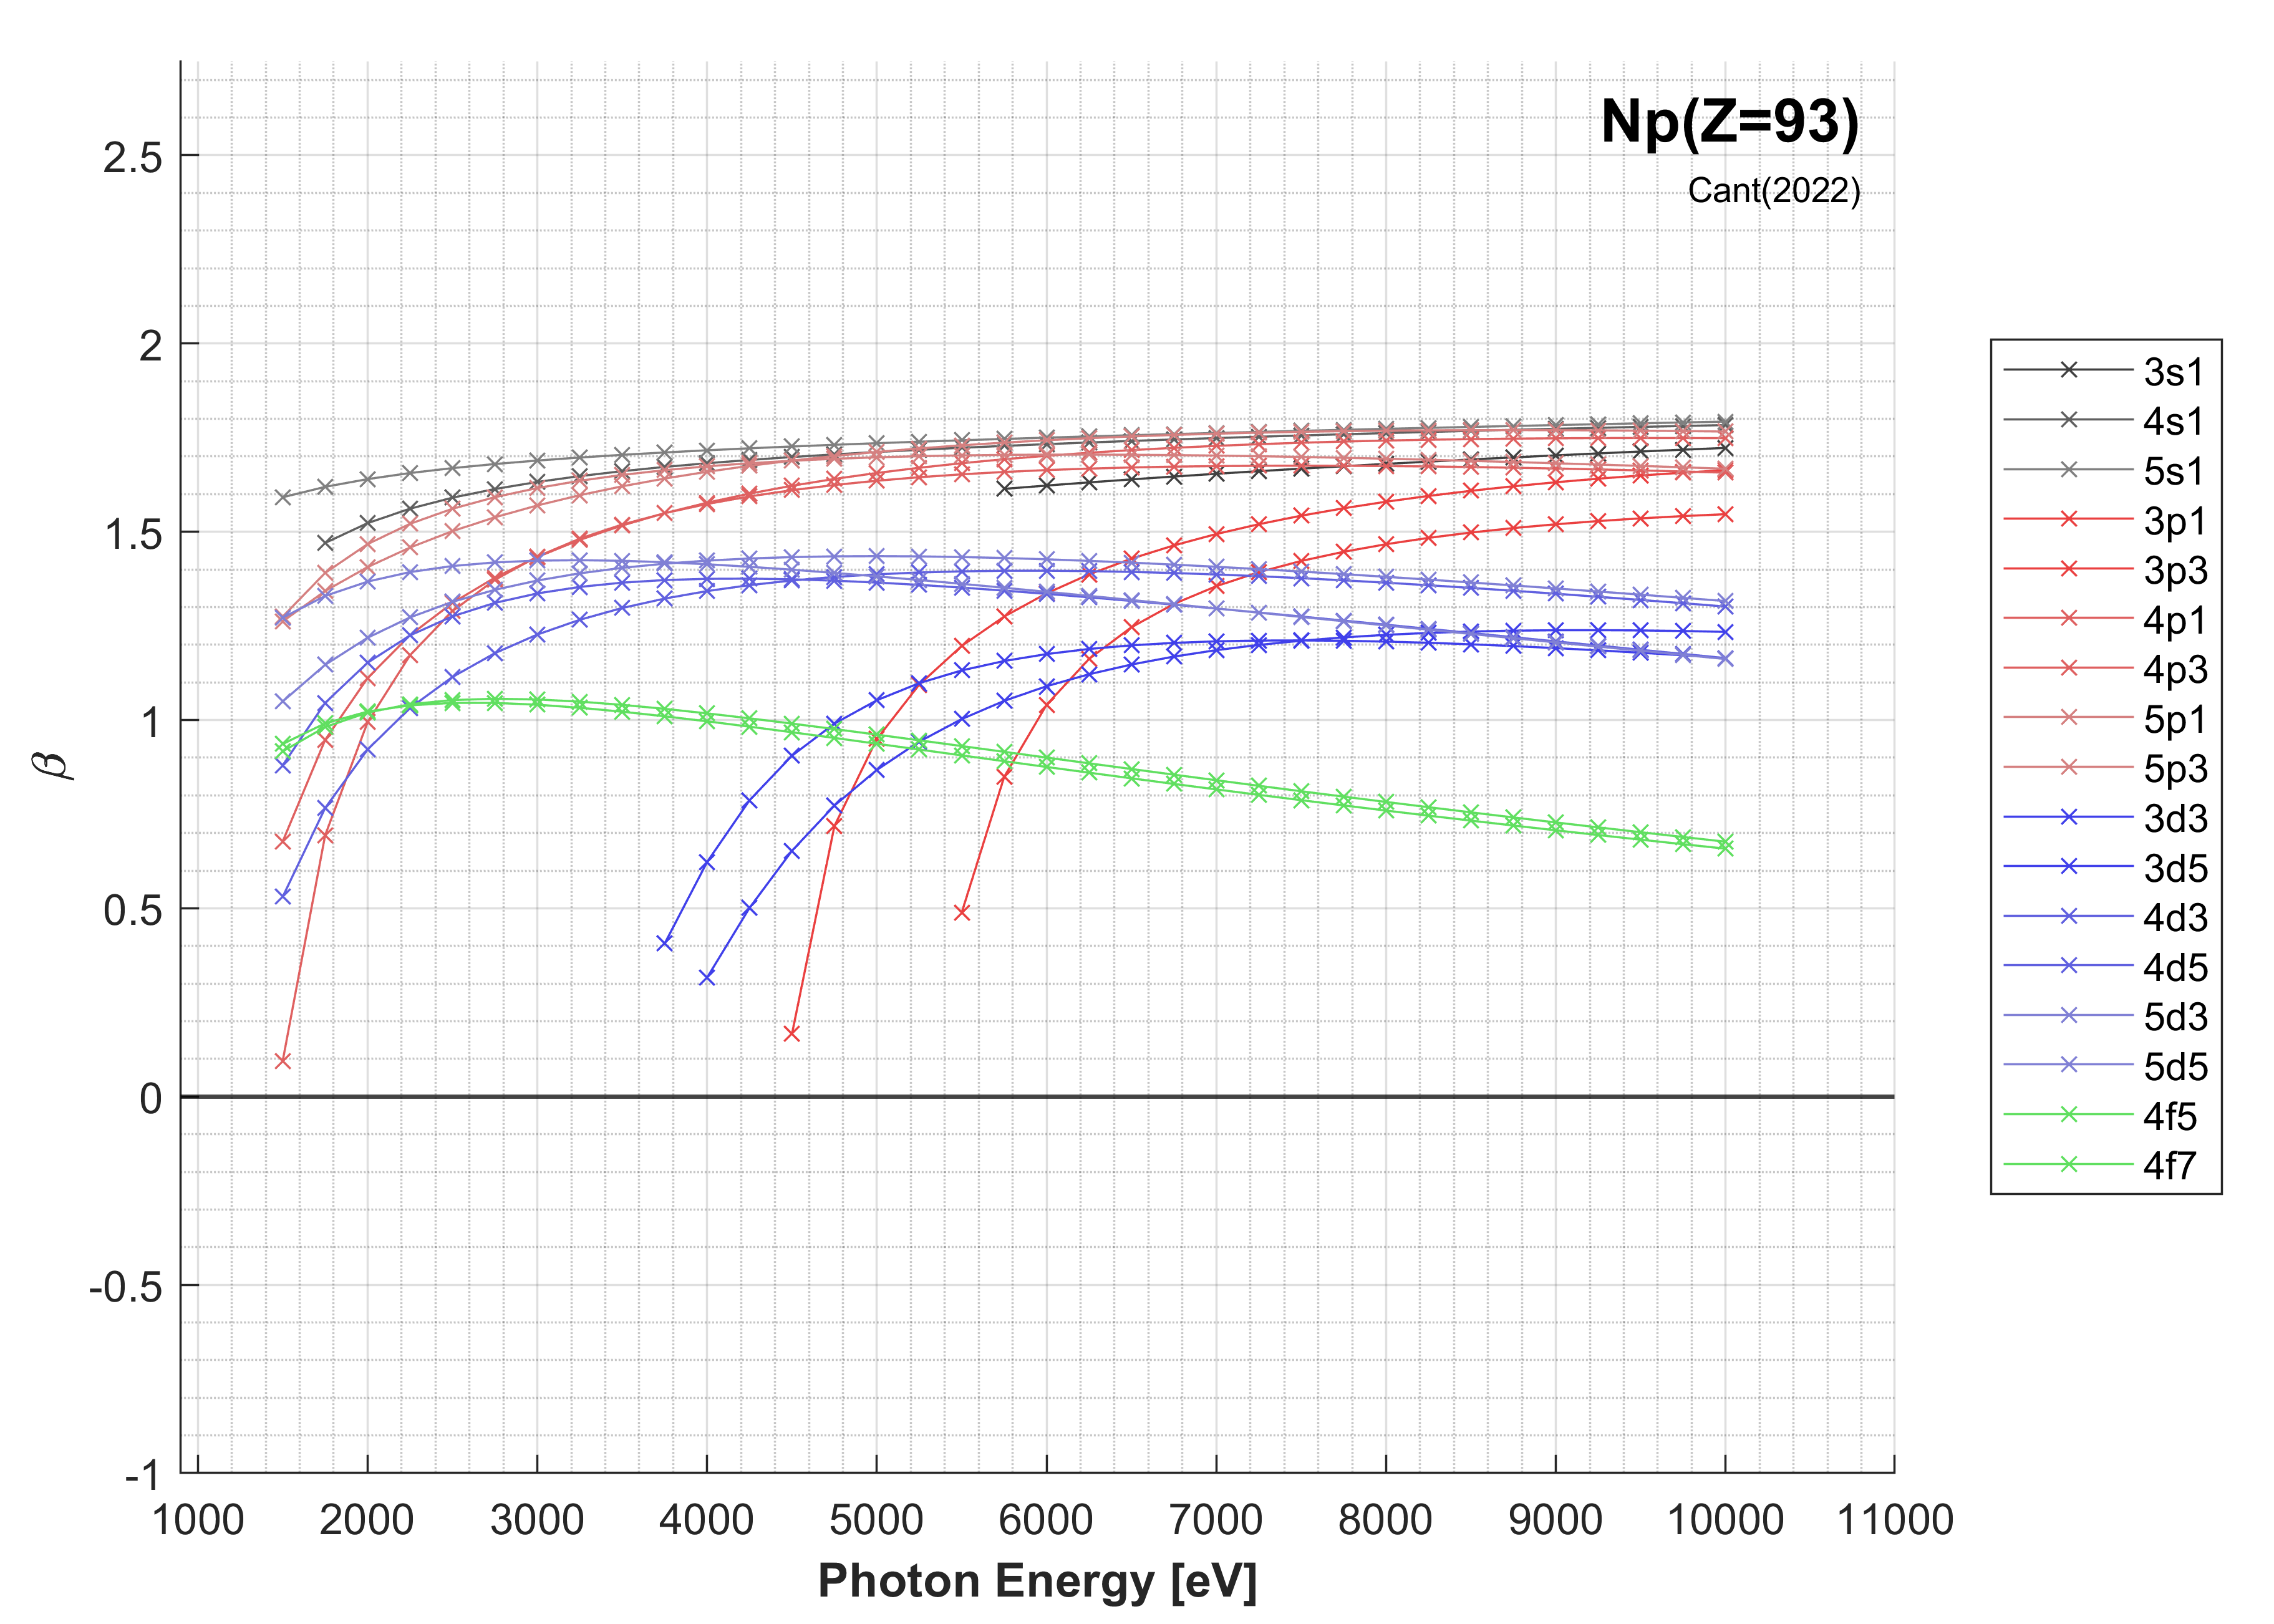 Np(Z=93)
Cant(2022)
2.5
2
1.5
1
0.5
0
-0.5
-1
β
1000 2000 3000 4000 5000 6000 7000 8000 9000 10000 11000
Photon Energy [eV]
3s1
4s1
5s1
3p1
3p3
4p1
4p3
5p1
5p3
3d3
3d5
4d3
4d5
5d3
5d5
4f5
4f7